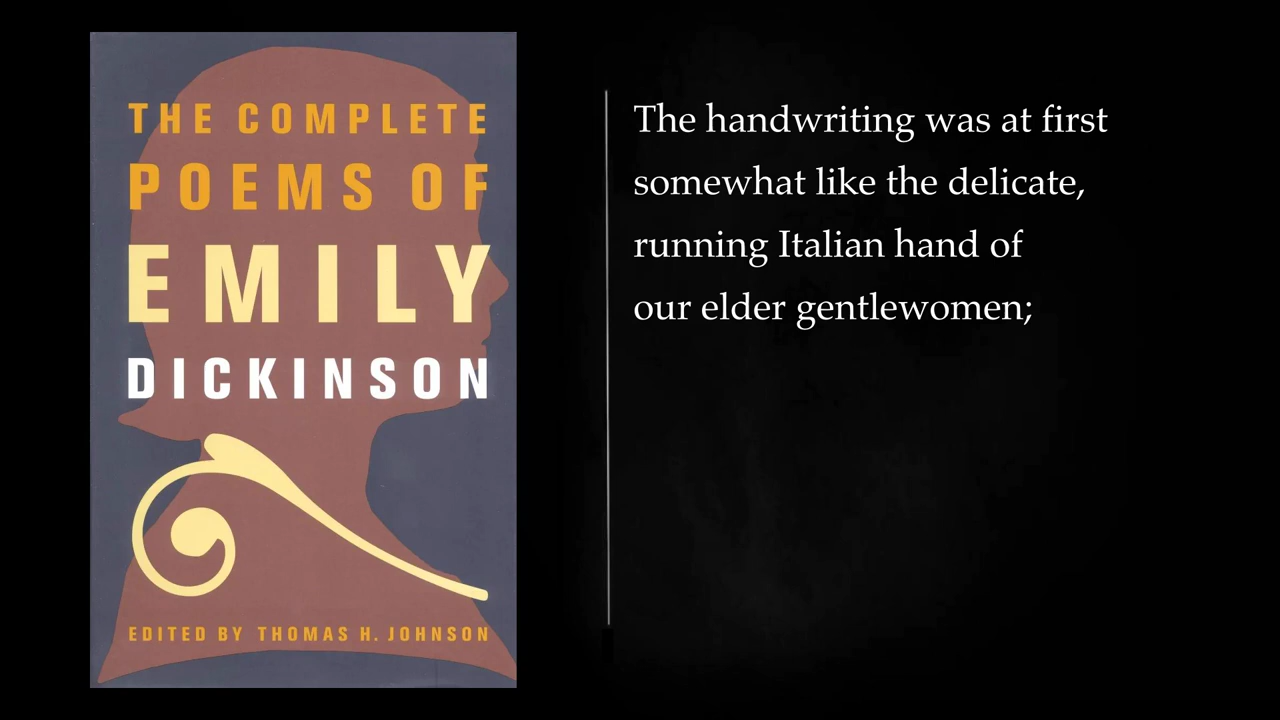 THE COMPLETE
POEMS OF
EMILY
DICKINSON
EDITED BY THOMAS H. JOHNSON
The handwriting was at first
somewhat like the delicate,
running Italian hand of
our elder gentlewomen;